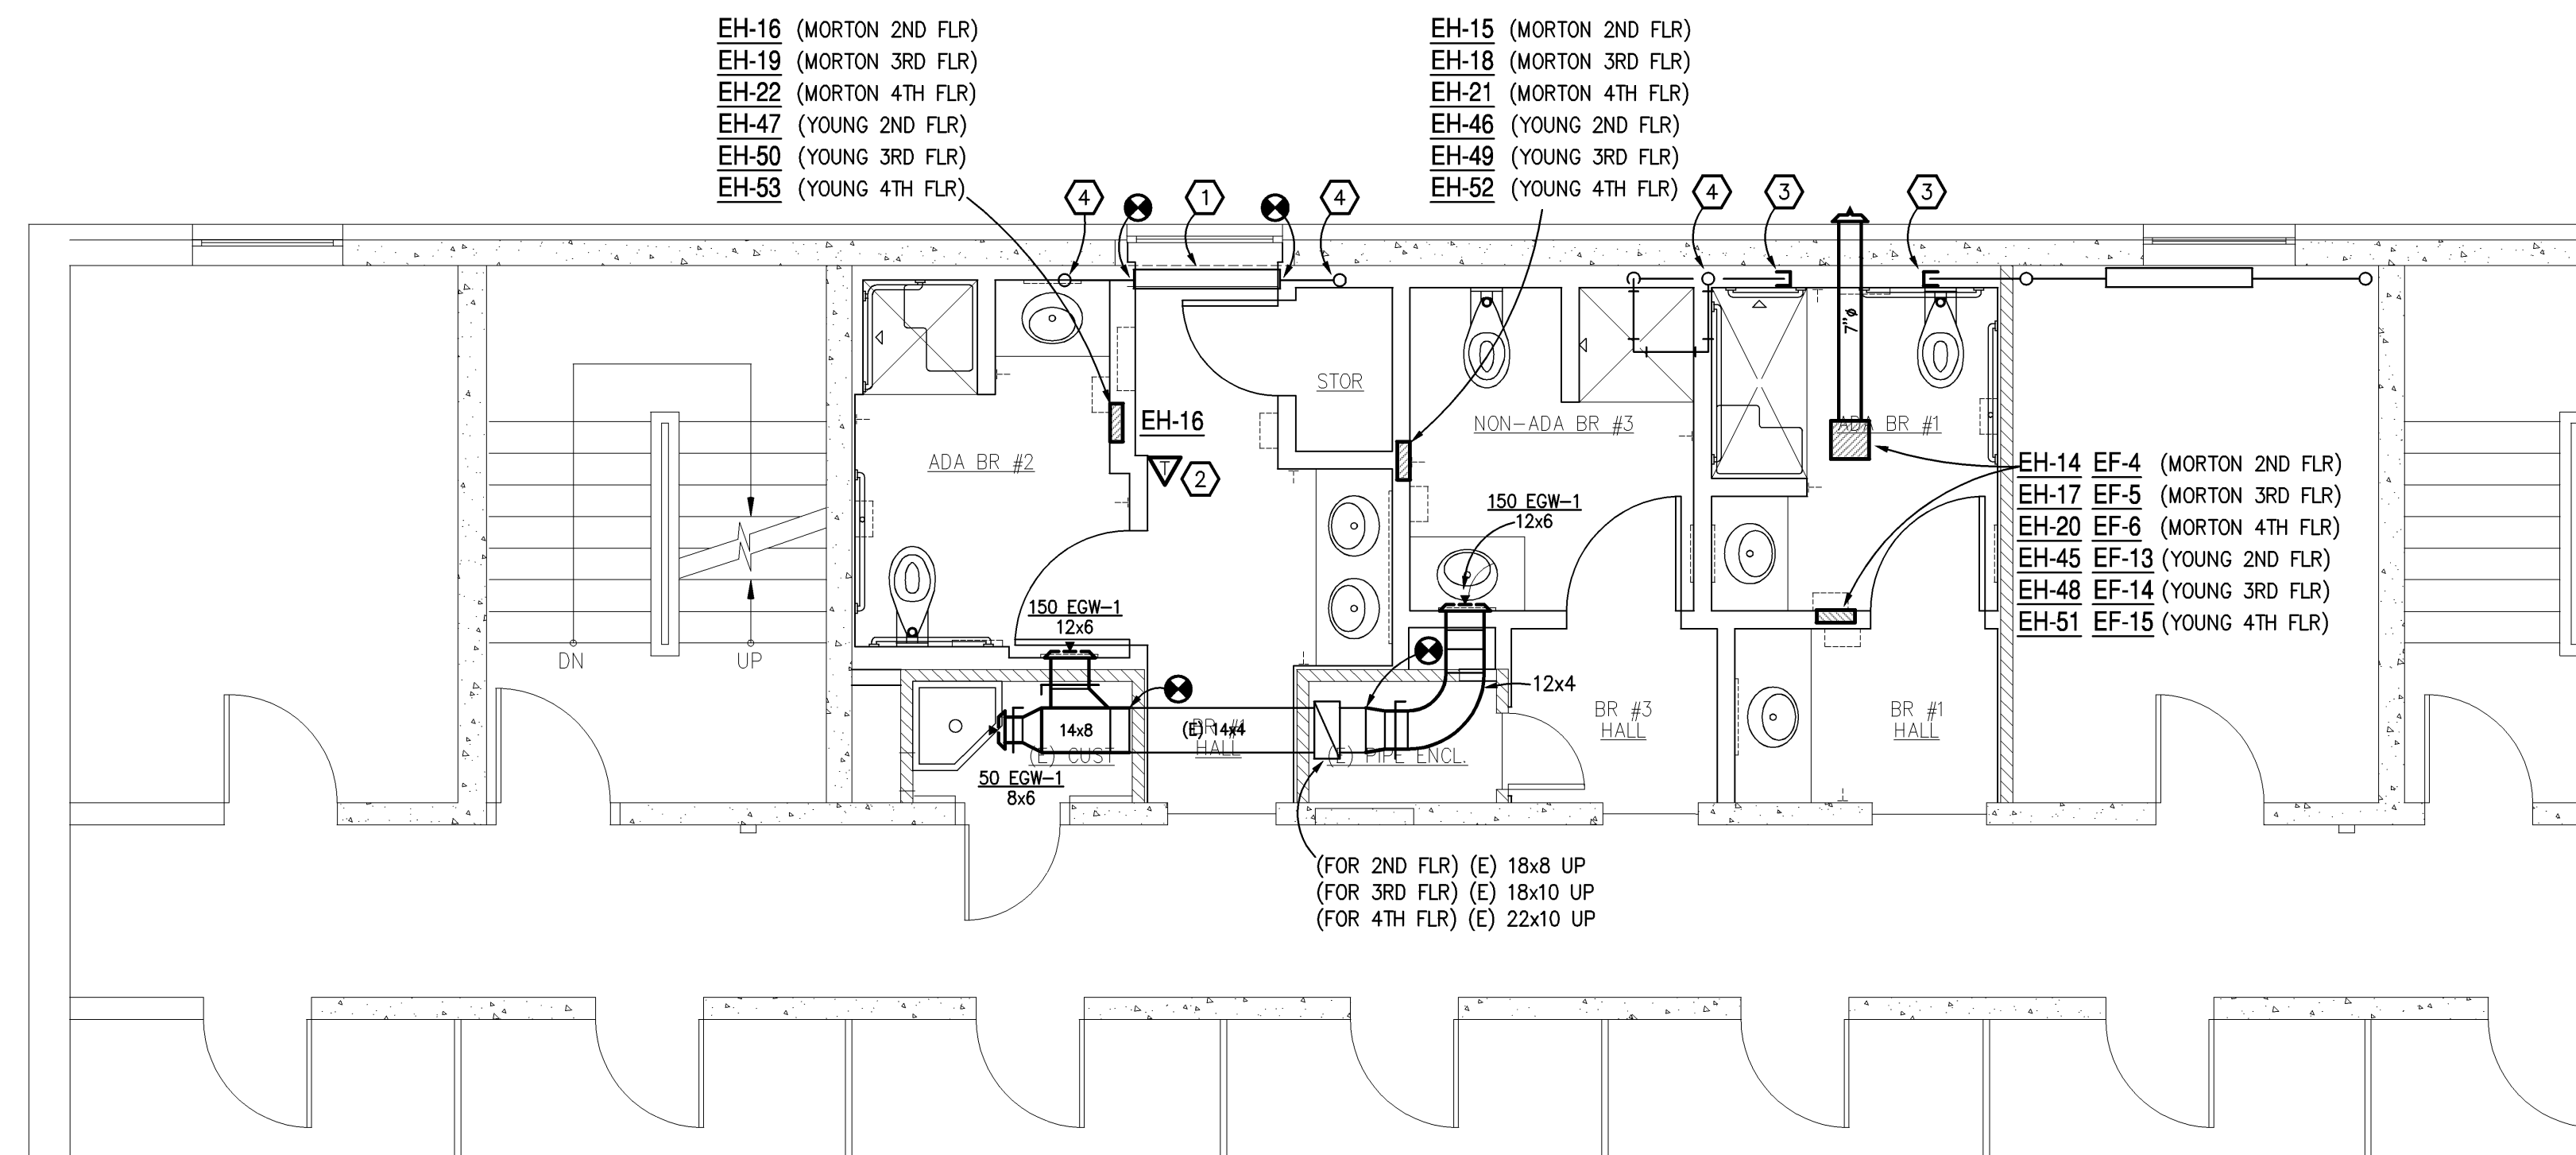 EH-16 (MORTON 2ND FLR)
EH-19 (MORTON 3RD FLR)
EH-22 (MORTON 4TH FLR)
EH-47 (YOUNG 2ND FLR)
EH-50 (YOUNG 3RD FLR)
EH-53 (YOUNG 4TH FLR)
EH-15 (MORTON 2ND FLR)
EH-18 (MORTON 3RD FLR)
EH-21 (MORTON 4TH FLR)
EH-46 (YOUNG 2ND FLR)
EH-49 (YOUNG 3RD FLR)
EH-52 (YOUNG 4TH FLR)
4
1
4
4
3
3
7"ø
STOR
EH-16
NON-ADA BR #3
ADA BR #1
ADA BR #2
T
2
EH-14 EF-4 (MORTON 2ND FLR)
EH-17 EF-5 (MORTON 3RD FLR)
EH-20 EF-6 (MORTON 4TH FLR)
EH-45 EF-13 (YOUNG 2ND FLR)
EH-48 EF-14 (YOUNG 3RD FLR)
EH-51 EF-15 (YOUNG 4TH FLR)
150 EGW-1
12x6
150 EGW-1
12x6
DN
UP
12x4
14x8
(E) 14x4
BR #1
HALL
(E) CUST
(E) PIPE ENCL.
BR #3
HALL
BR #1
HALL
50 EGW-1
8x6
(FOR 2ND FLR) (E) 18x8 UP
(FOR 3RD FLR) (E) 18x10 UP
(FOR 4TH FLR) (E) 22x10 UP